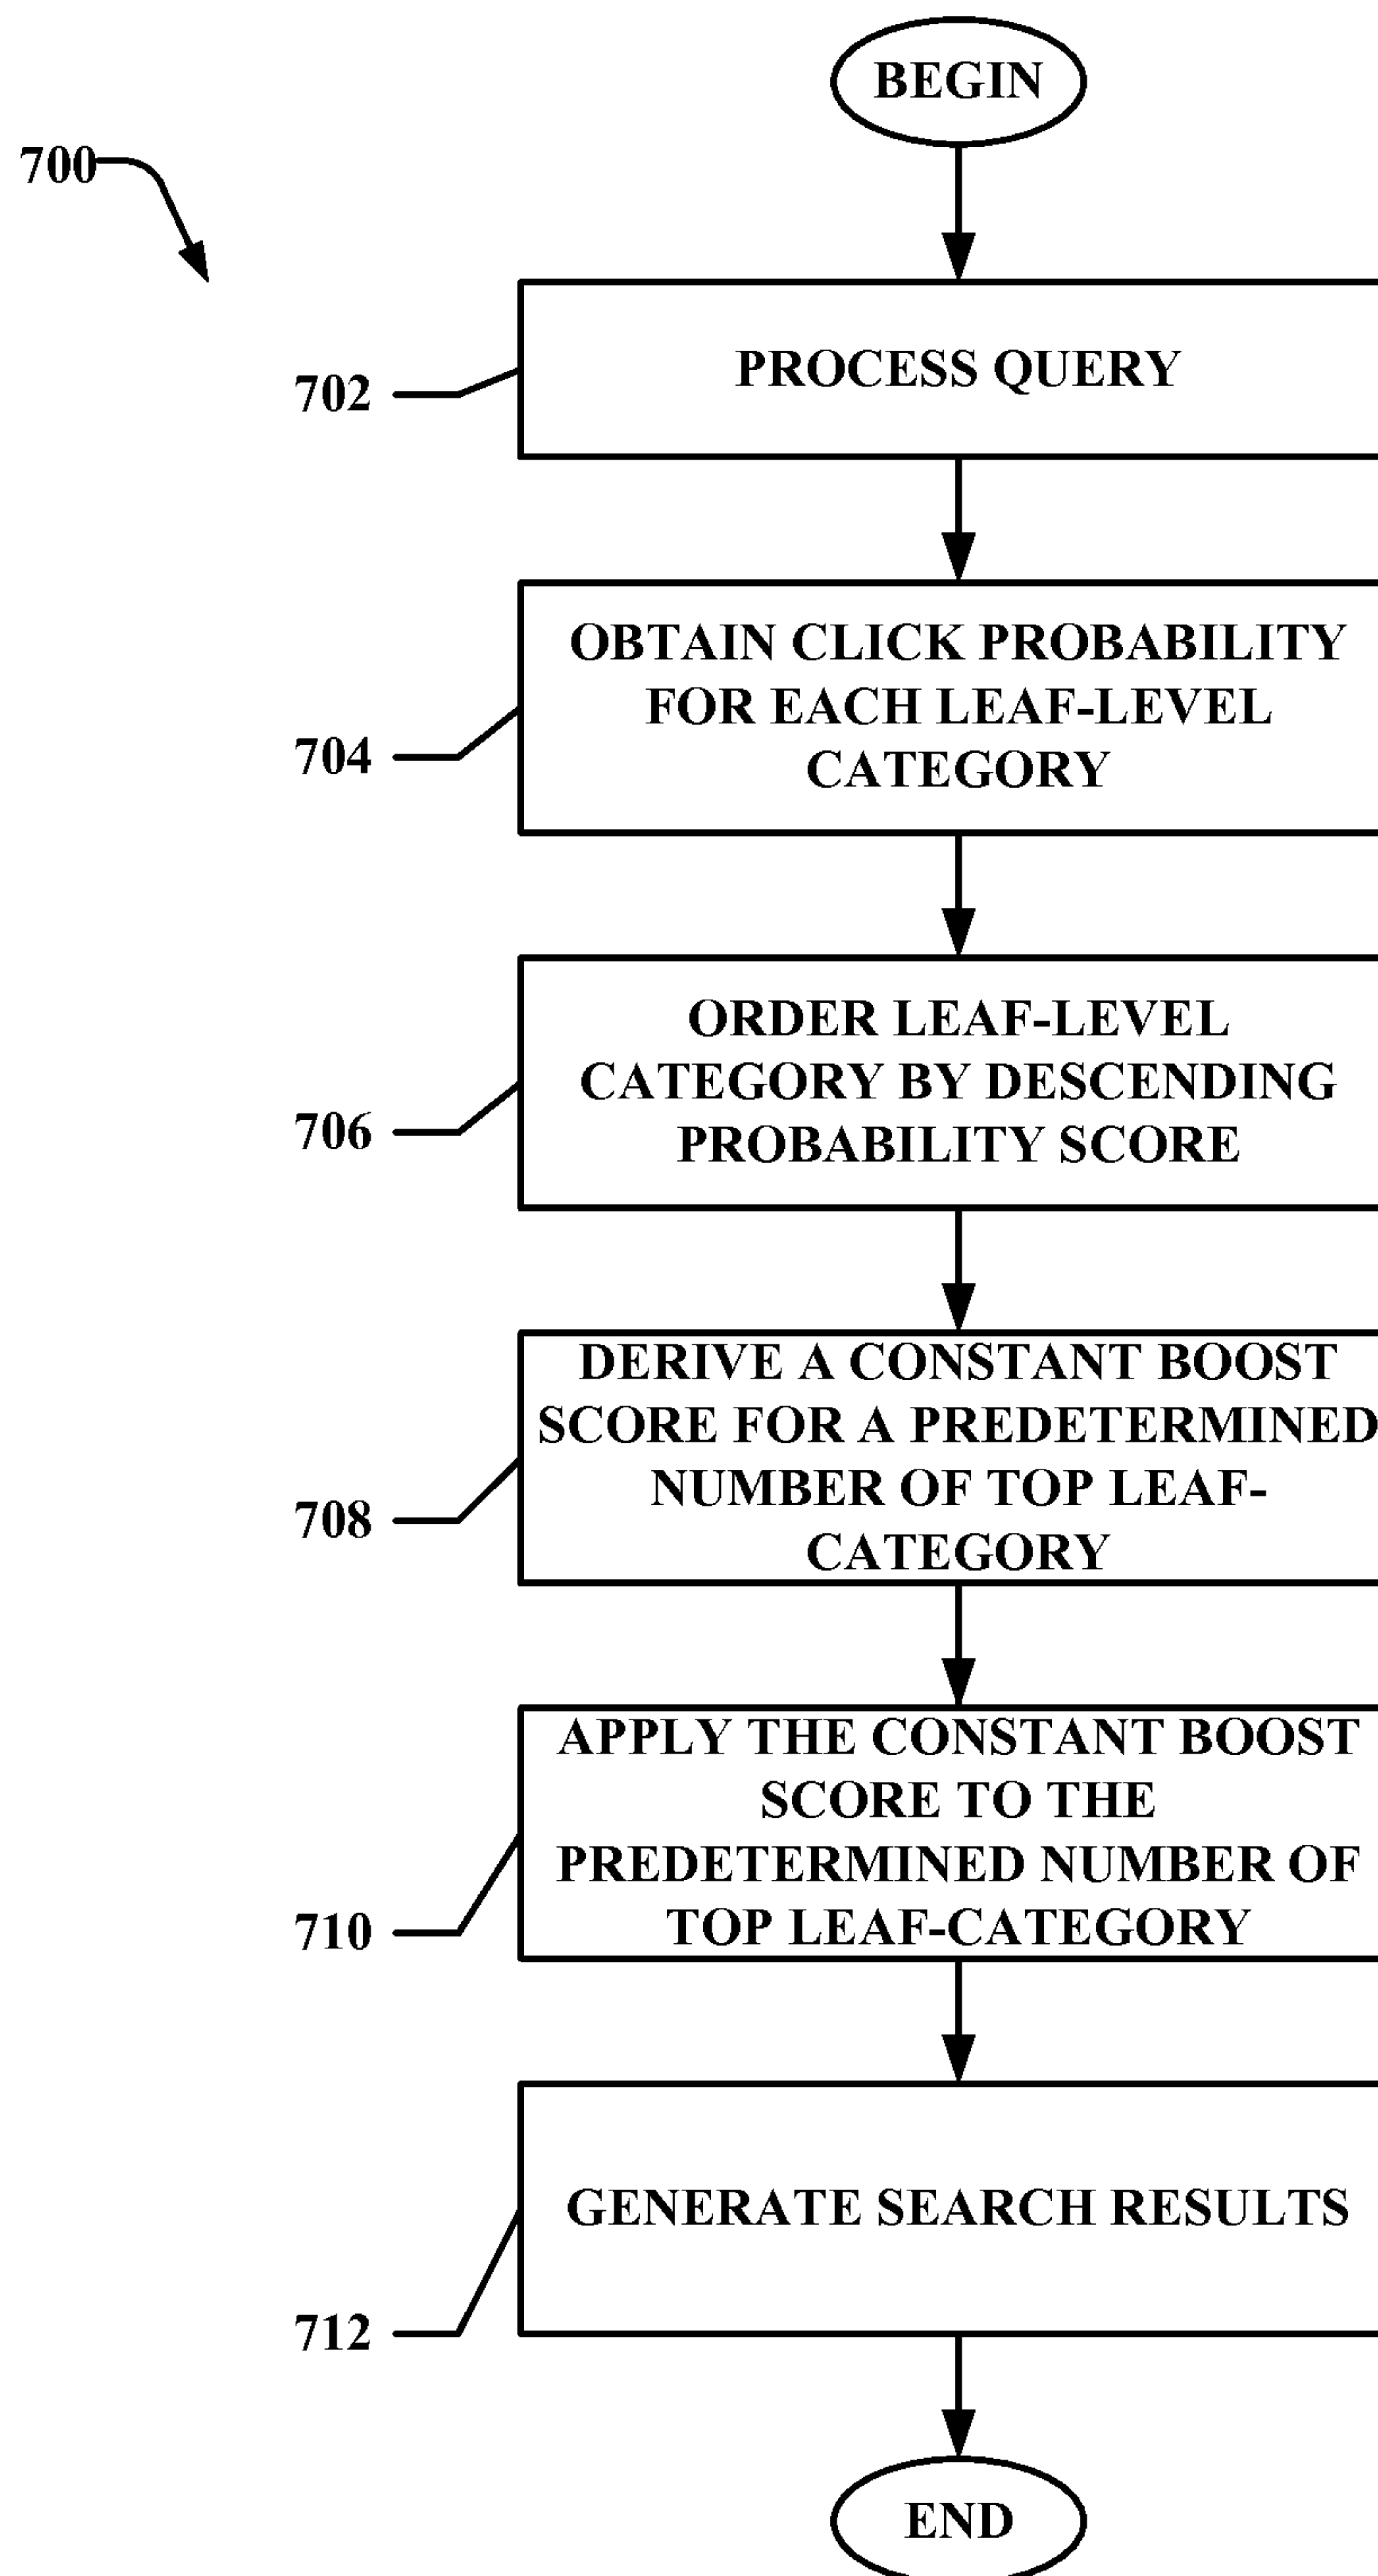 BEGIN
700
PROCESS QUERY
702
OBTAIN CLICK PROBABILITY
FOR EACH LEAF-LEVEL
CATEGORY
704
ORDER LEAF-LEVEL
CATEGORY BY DESCENDING
PROBABILITY SCORE
706
DERIVE A CONSTANT BOOST
SCORE FOR A PREDETERMINED
NUMBER OF TOP LEAF-
CATEGORY
708
APPLY THE CONSTANT BOOST
SCORE TO THE
PREDETERMINED NUMBER OF
TOP LEAF-CATEGORY
710
GENERATE SEARCH RESULTS
712
END